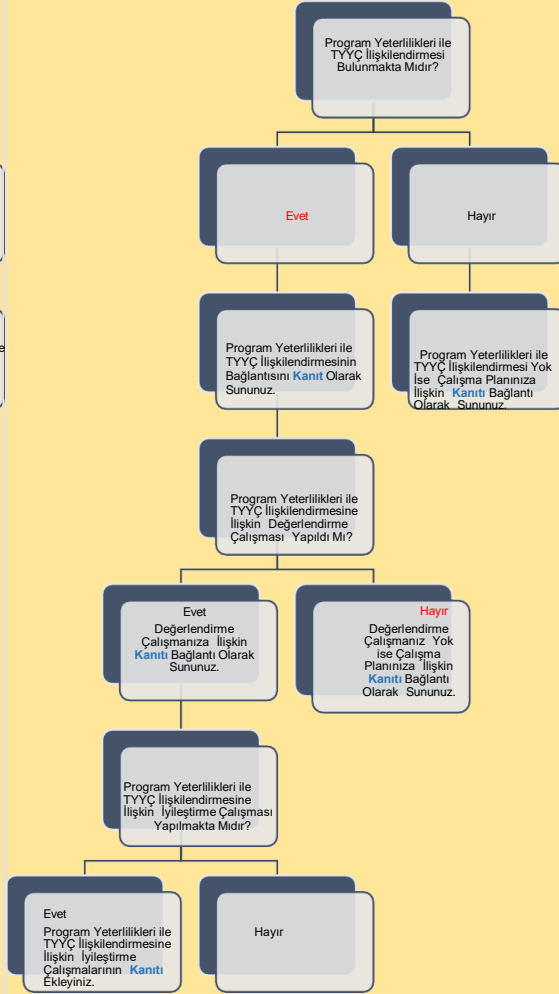 Program Yeterlilikleri ile
TYYÇ İlişkilendirmesi
Bulunmakta Mıdır?
Evet
Hayır
Program Yeterlilikleri ile
TYYÇ İlişkilendirmesinin
Bağlantısını Kanıt Olarak
Sununuz.
Program Yeterlilikleri ile
TYYÇ İlişkilendirmesi Yok
İse Çalışma Planınıza
İlişkin Kanıtı Bağlantı
Olarak Sununuz.
Program Yeterlilikleri ile
TYYÇ İlişkilendirmesine
İlişkin Değerlendirme
Çalışması Yapıldı Mı?
Evet
Değerlendirme
Çalışmanıza İlişkin
Kanıtı Bağlantı Olarak
Sununuz.
Hayır
Değerlendirme
Çalışmanız Yok
ise Çalışma
Planınıza İlişkin
Kanıtı Bağlantı
Olarak Sununuz.
Program Yeterlilikleri ile
TYYÇ İlişkilendirmesine
İlişkin İyileştirme Çalışması
Yapılmakta Mıdır?
Evet
Program Yeterlilikleri ile
TYYÇ İlişkilendirmesine
İlişkin İyileştirme
Çalışmalarının Kanıtı
Ekleyiniz.
Hayır